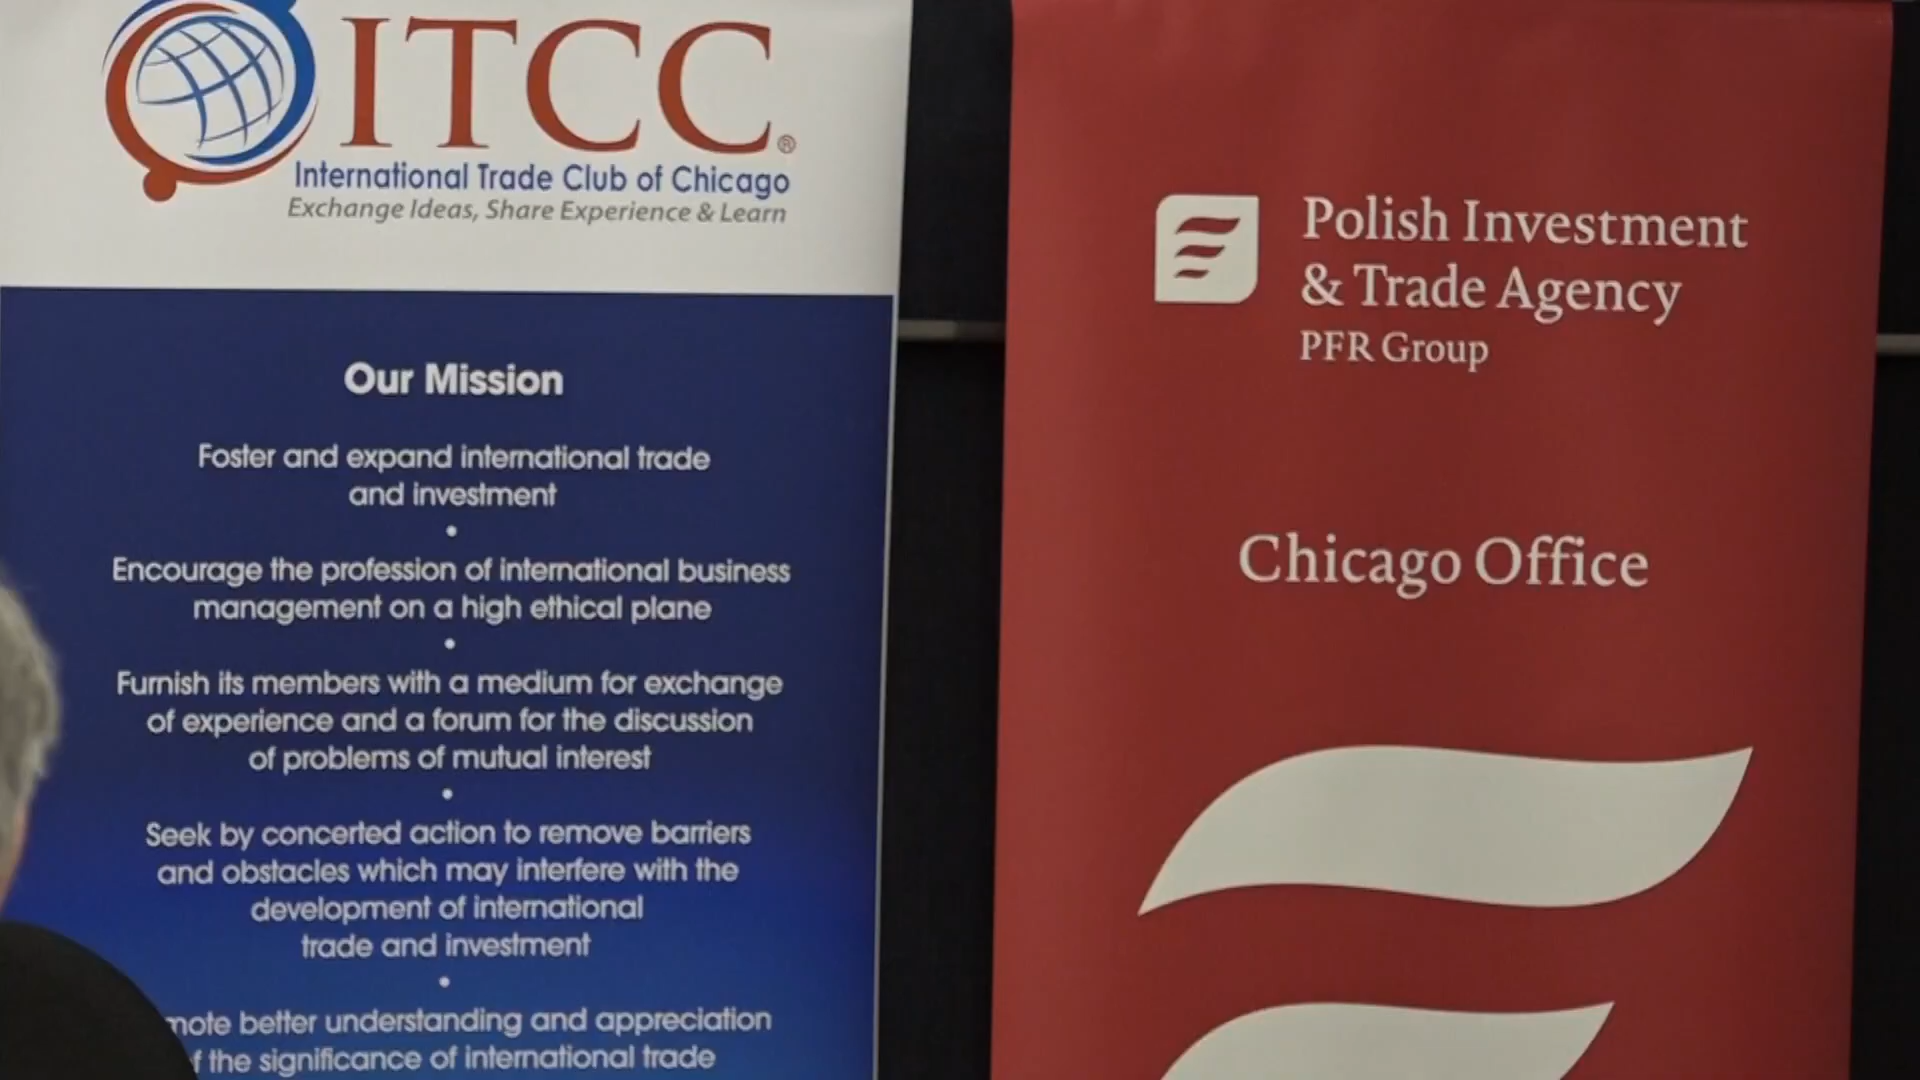 ITCC®
International Trade Club of Chicago
Exchange Ideas, Share Experience & Learn
Our Mission
Foster and expand international trade
and investment
•
Encourage the profession of international business
management on a high ethical plane
•
Furnish its members with a medium for exchange
of experience and a forum for the discussion
of problems of mutual interest
•
Seek by concerted action to remove barriers
and obstacles which may interfere with the
development of international
trade and investment
•
better understanding and appreciation
the significance of international trade
Polish Investment
& Trade Agency
PFR Group
Chicago Office